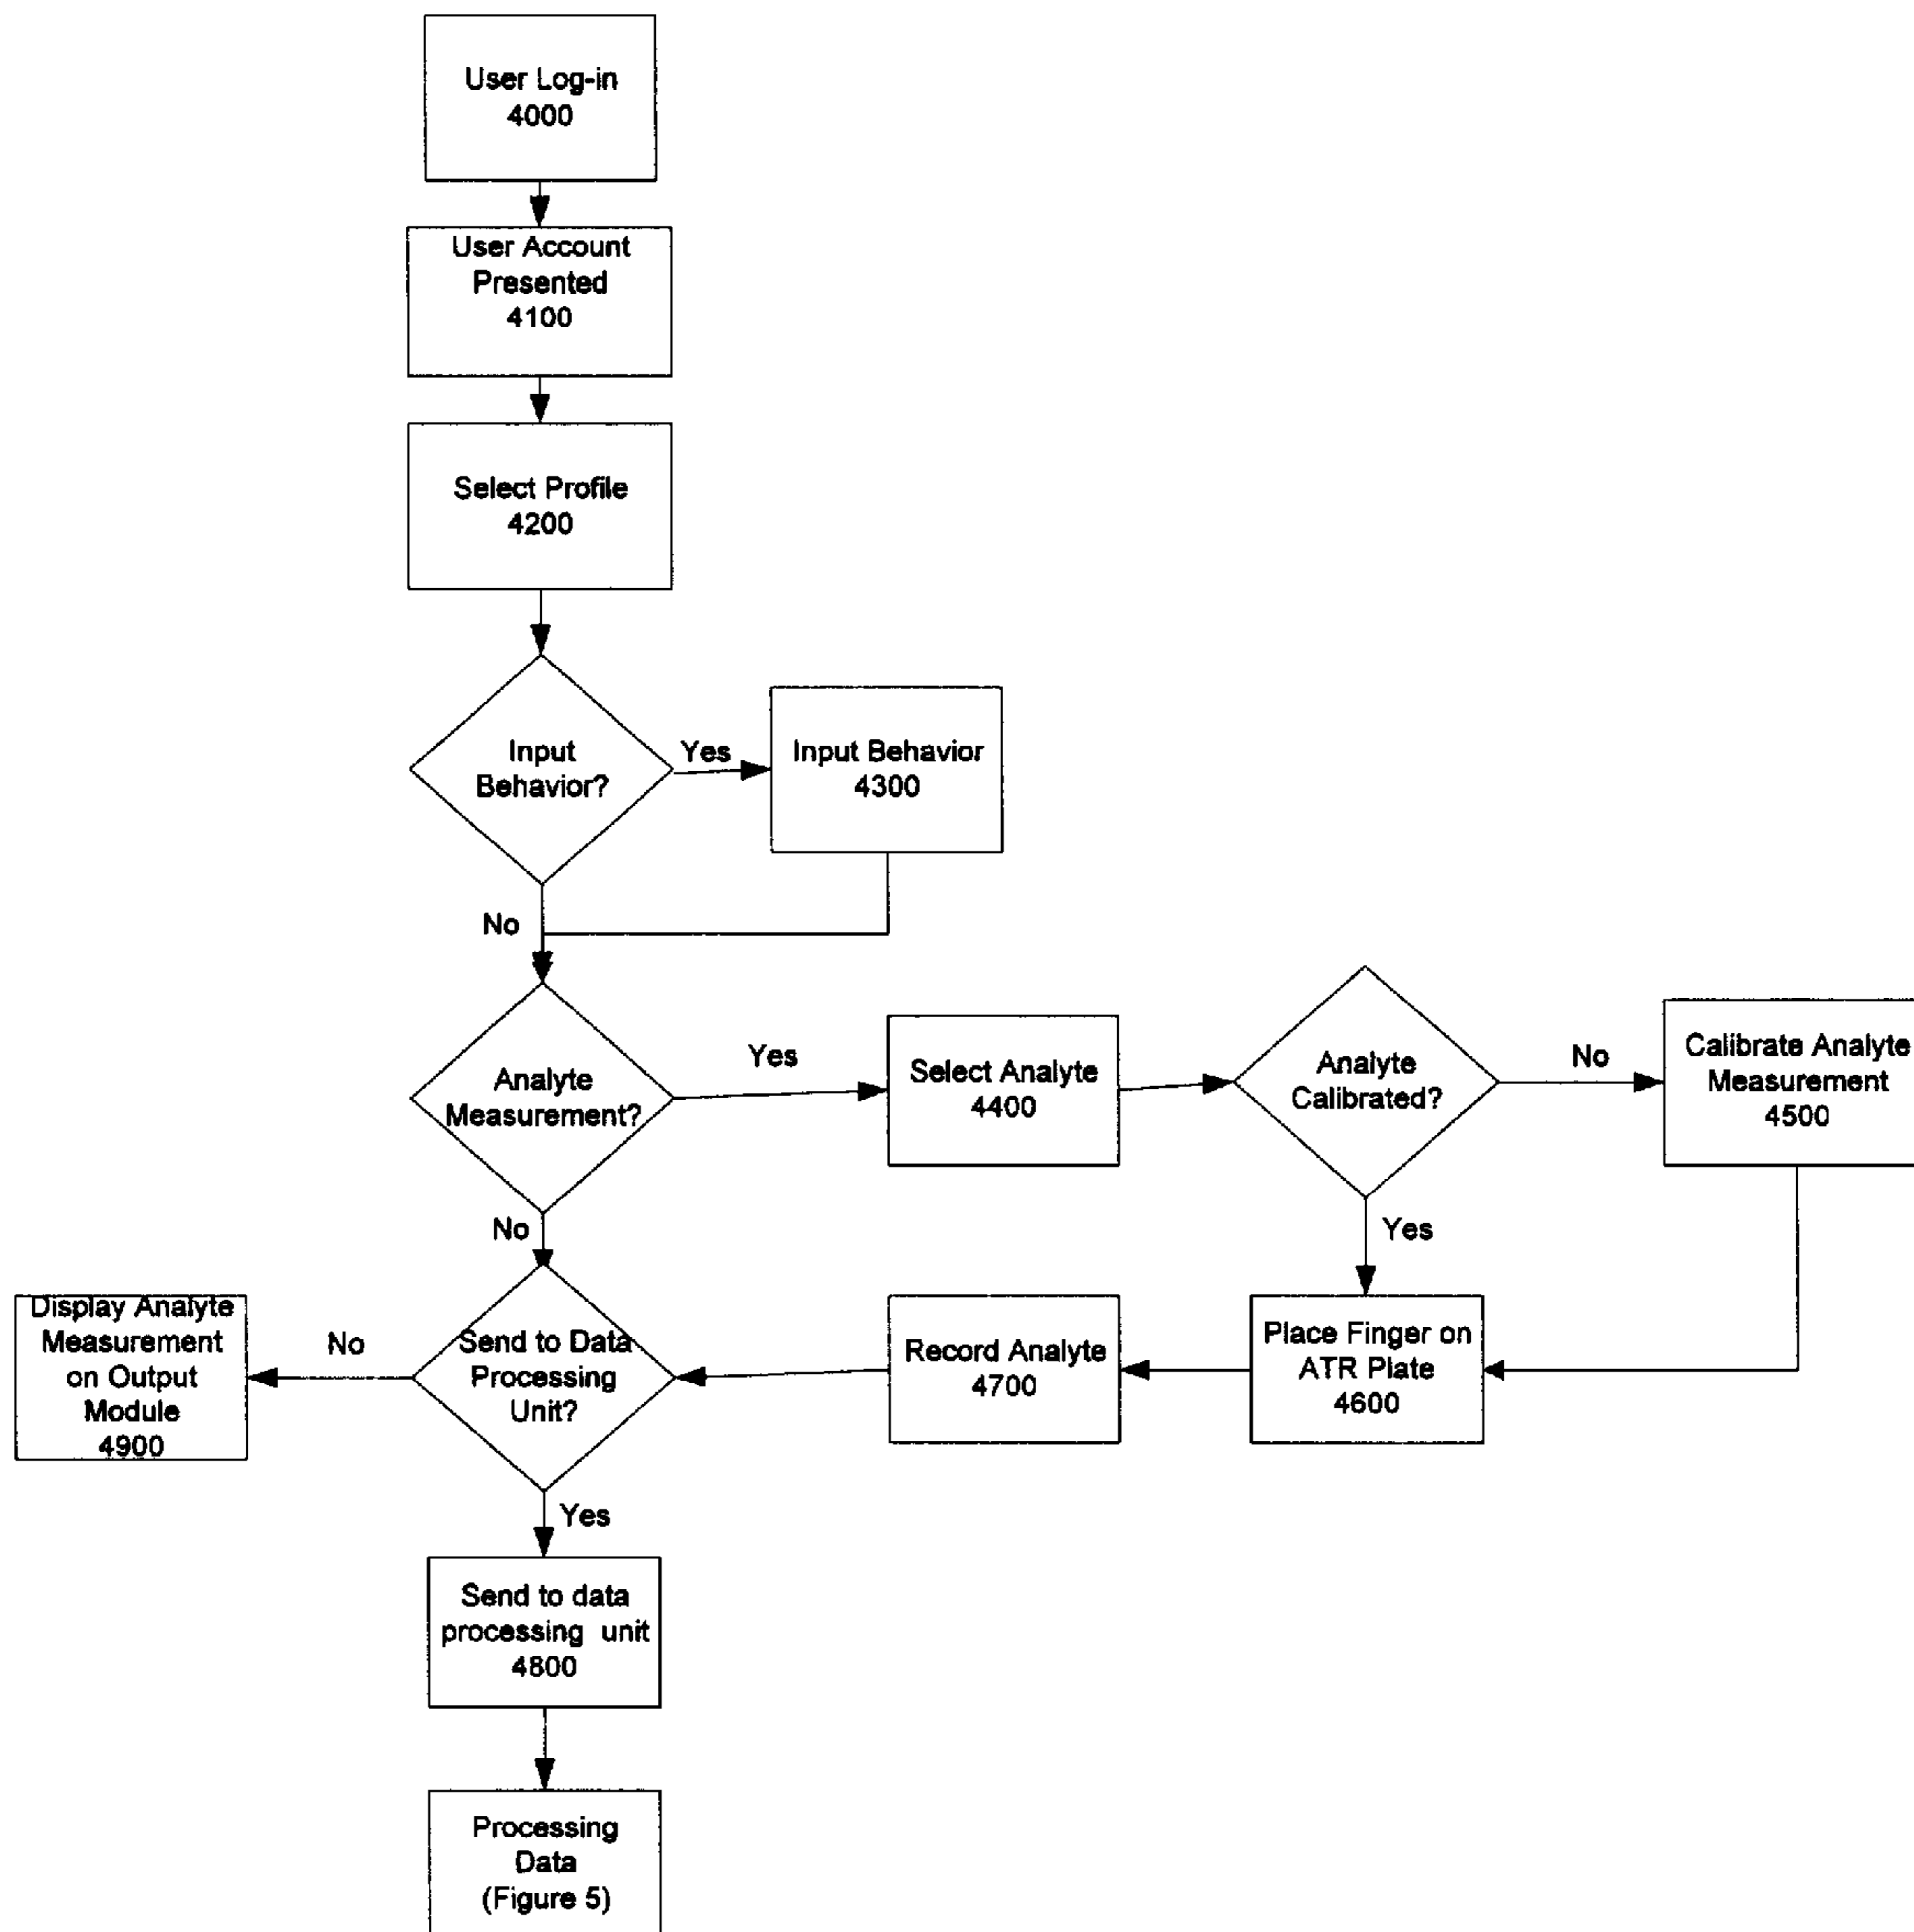 User Log-in
4000
User Account
Presented
4100
Select Profile
4200
Input
Behavior?
Yes
Input Behavior
4300
No
Analyte
Measurement?
Yes
Select Analyte
4400
Analyte
Calibrated?
No
Calibrate Analyte
Measurement
4500
No
Yes
Display Analyte
Measurement
on Output
Module
4900
No
Send to Data
Processing
Unit?
Record Analyte
4700
Place Finger on
ATR Plate
4600
Yes
Send to data
processing unit
4800
Processing
Data
(Figure 5)